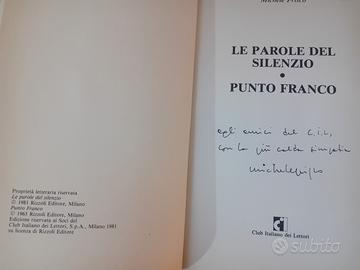 Proprietà letteraria riservata
Le parole del silenzio
© 1981 Rizzoli Editore, Milano
Punto Franco
© 1965 Rizzoli Editore, Milano
Edizione riservata ai Soci del
Club Italiano dei Lettori, S.p.A., Milano 1981
su licenza di Rizzoli Editore
Michele Prisco
LE PAROLE DEL
SILENZIO
•
PUNTO FRANCO
agli amici del C.I.L,
con la più calda simpatia
micheleprisco
Club Italiano dei Lettori
subito